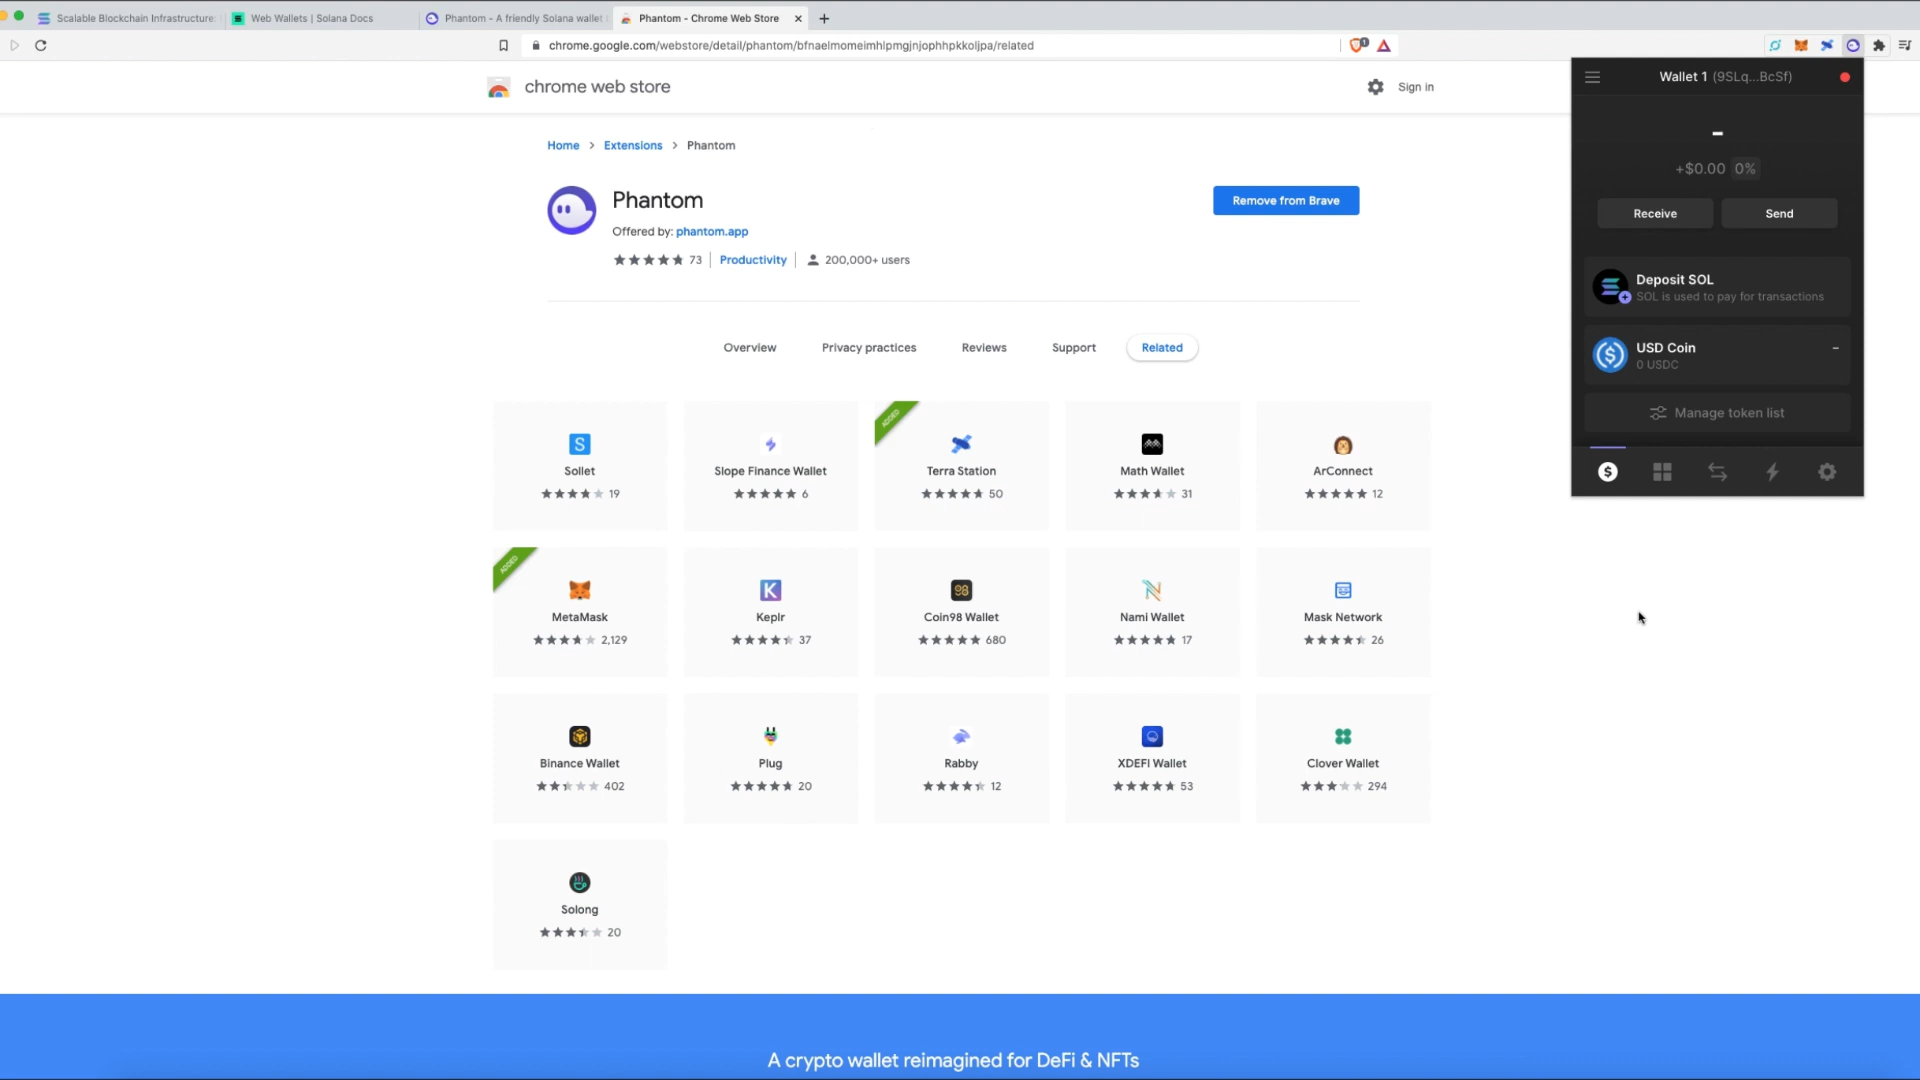 Scalable Blockchain Infrastructure:
Web Wallets | Solana Docs
Phantom - A friendly Solana wallet
Phantom - Chrome Web Store
chrome.google.com/webstore/detail/phantom/bfnaelmomeimhlpmgjnjophhpkkoljpa/related
1
chrome web store
Sign in
Home > Extensions > Phantom
Phantom
Offered by: phantom.app
73 | Productivity | 200,000+ users
Remove from Brave
Overview
Privacy practices
Reviews
Support
Related
Sollet
19
Slope Finance Wallet
6
ADDED
Terra Station
50
Math Wallet
31
ArConnect
12
ADDED
MetaMask
2,129
Keplr
37
Coin98 Wallet
680
Nami Wallet
17
Mask Network
26
Binance Wallet
402
Plug
20
Rabby
12
XDEFI Wallet
53
Clover Wallet
294
Solong
20
A crypto wallet reimagined for DeFi & NFTs
Wallet 1 (9SLq...BcSf)
-
+$0.00 0%
Receive
Send
Deposit SOL
SOL is used to pay for transactions
USD Coin
0 USDC
-
Manage token list